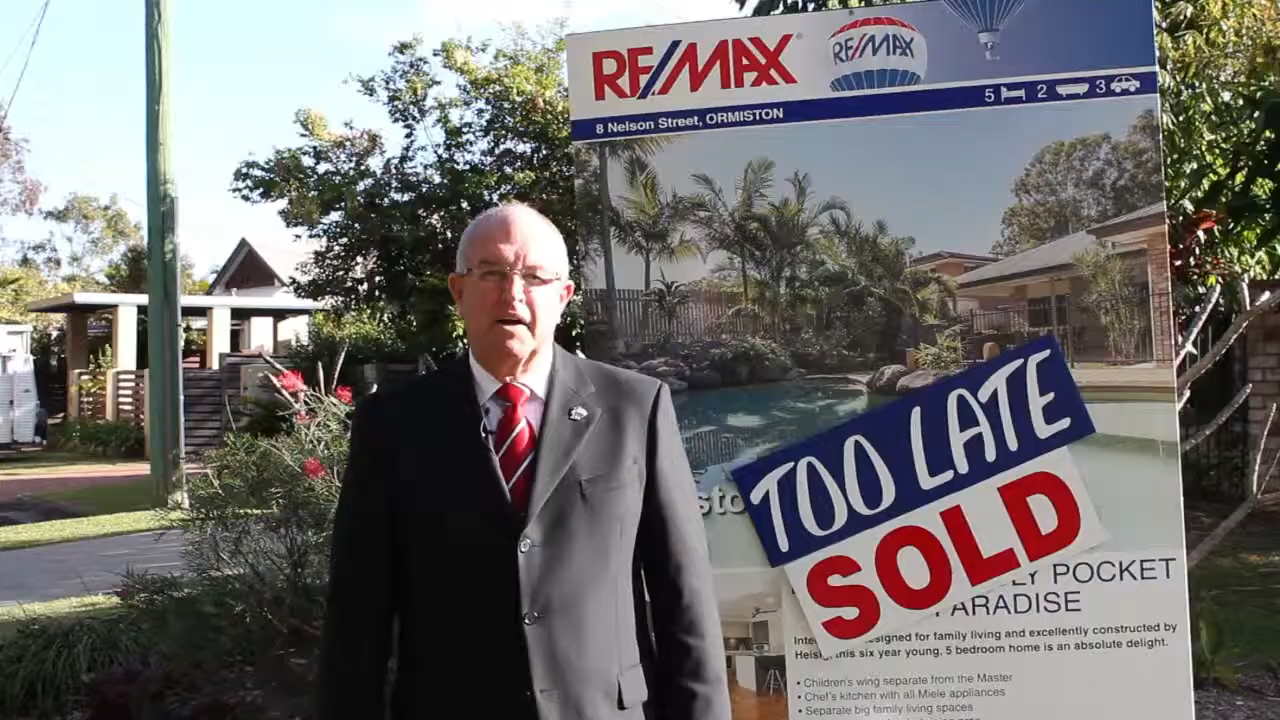 RE/MAX
RE/MAX
5 2 3
8 Nelson Street, ORMISTON
TOO LATE
SOLD
POCKET
designed for family living and excellently constructed by
this six year young, 5 bedroom home is an absolute delight.
• Children's wing separate from the Master
• Chef's kitchen with all Miele appliances
• Separate big family living spaces